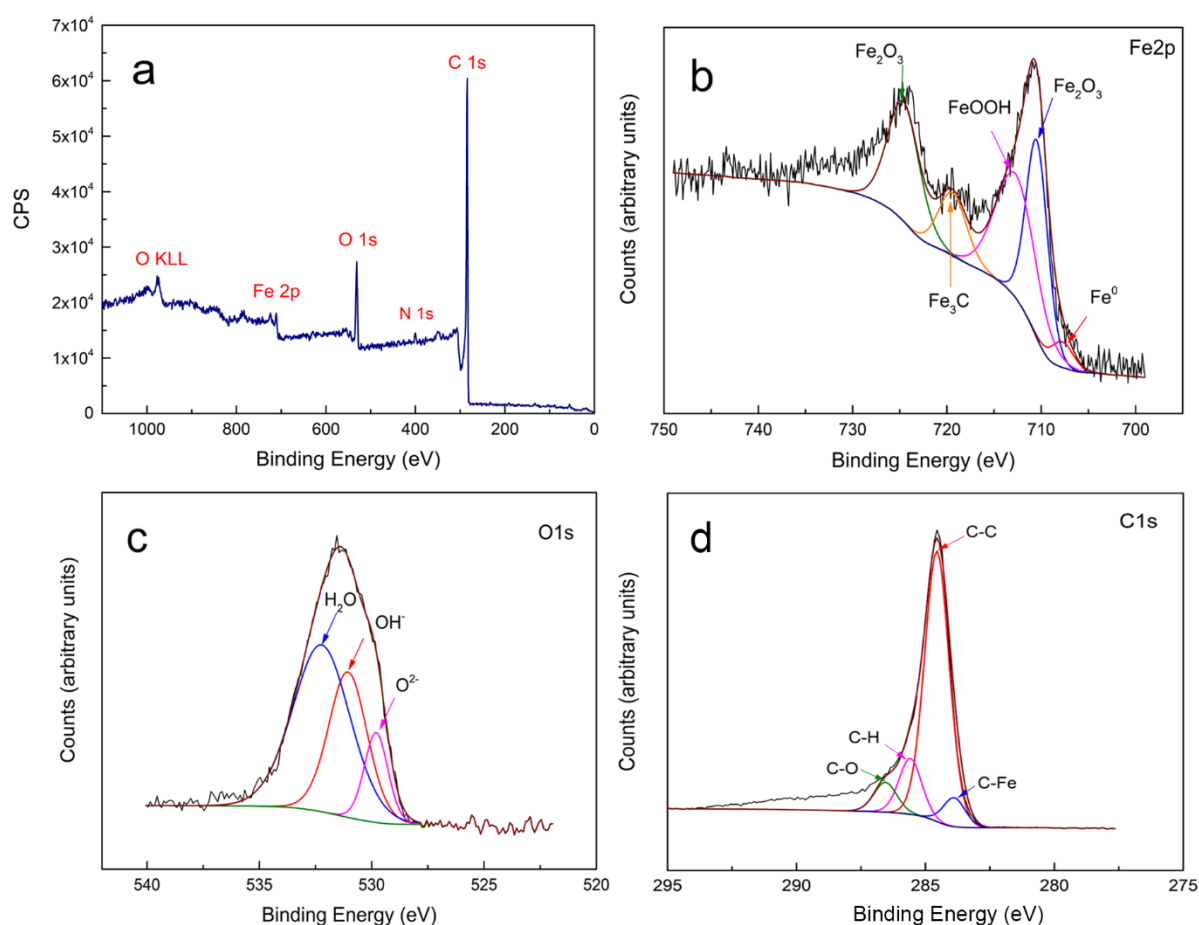 a
CPS
7x10⁴
6x10⁴
5x10⁴
4x10⁴
3x10⁴
2x10⁴
1x10⁴
0
C 1s
O 1s
O KLL
Fe 2p
N 1s
1000 800 600 400 200 0
Binding Energy (eV)
b
Fe2p
Counts (arbitrary units)
Fe₂O₃
FeOOH
Fe₂O₃
Fe₃C
Fe⁰
750 740 730 720 710 700
Binding Energy (eV)
c
O1s
Counts (arbitrary units)
H₂O
OH⁻
O²⁻
540 535 530 525 520
Binding Energy (eV)
d
C1s
Counts (arbitrary units)
C-C
C-H
C-O
C-Fe
295 290 285 280 275
Binding Energy (eV)